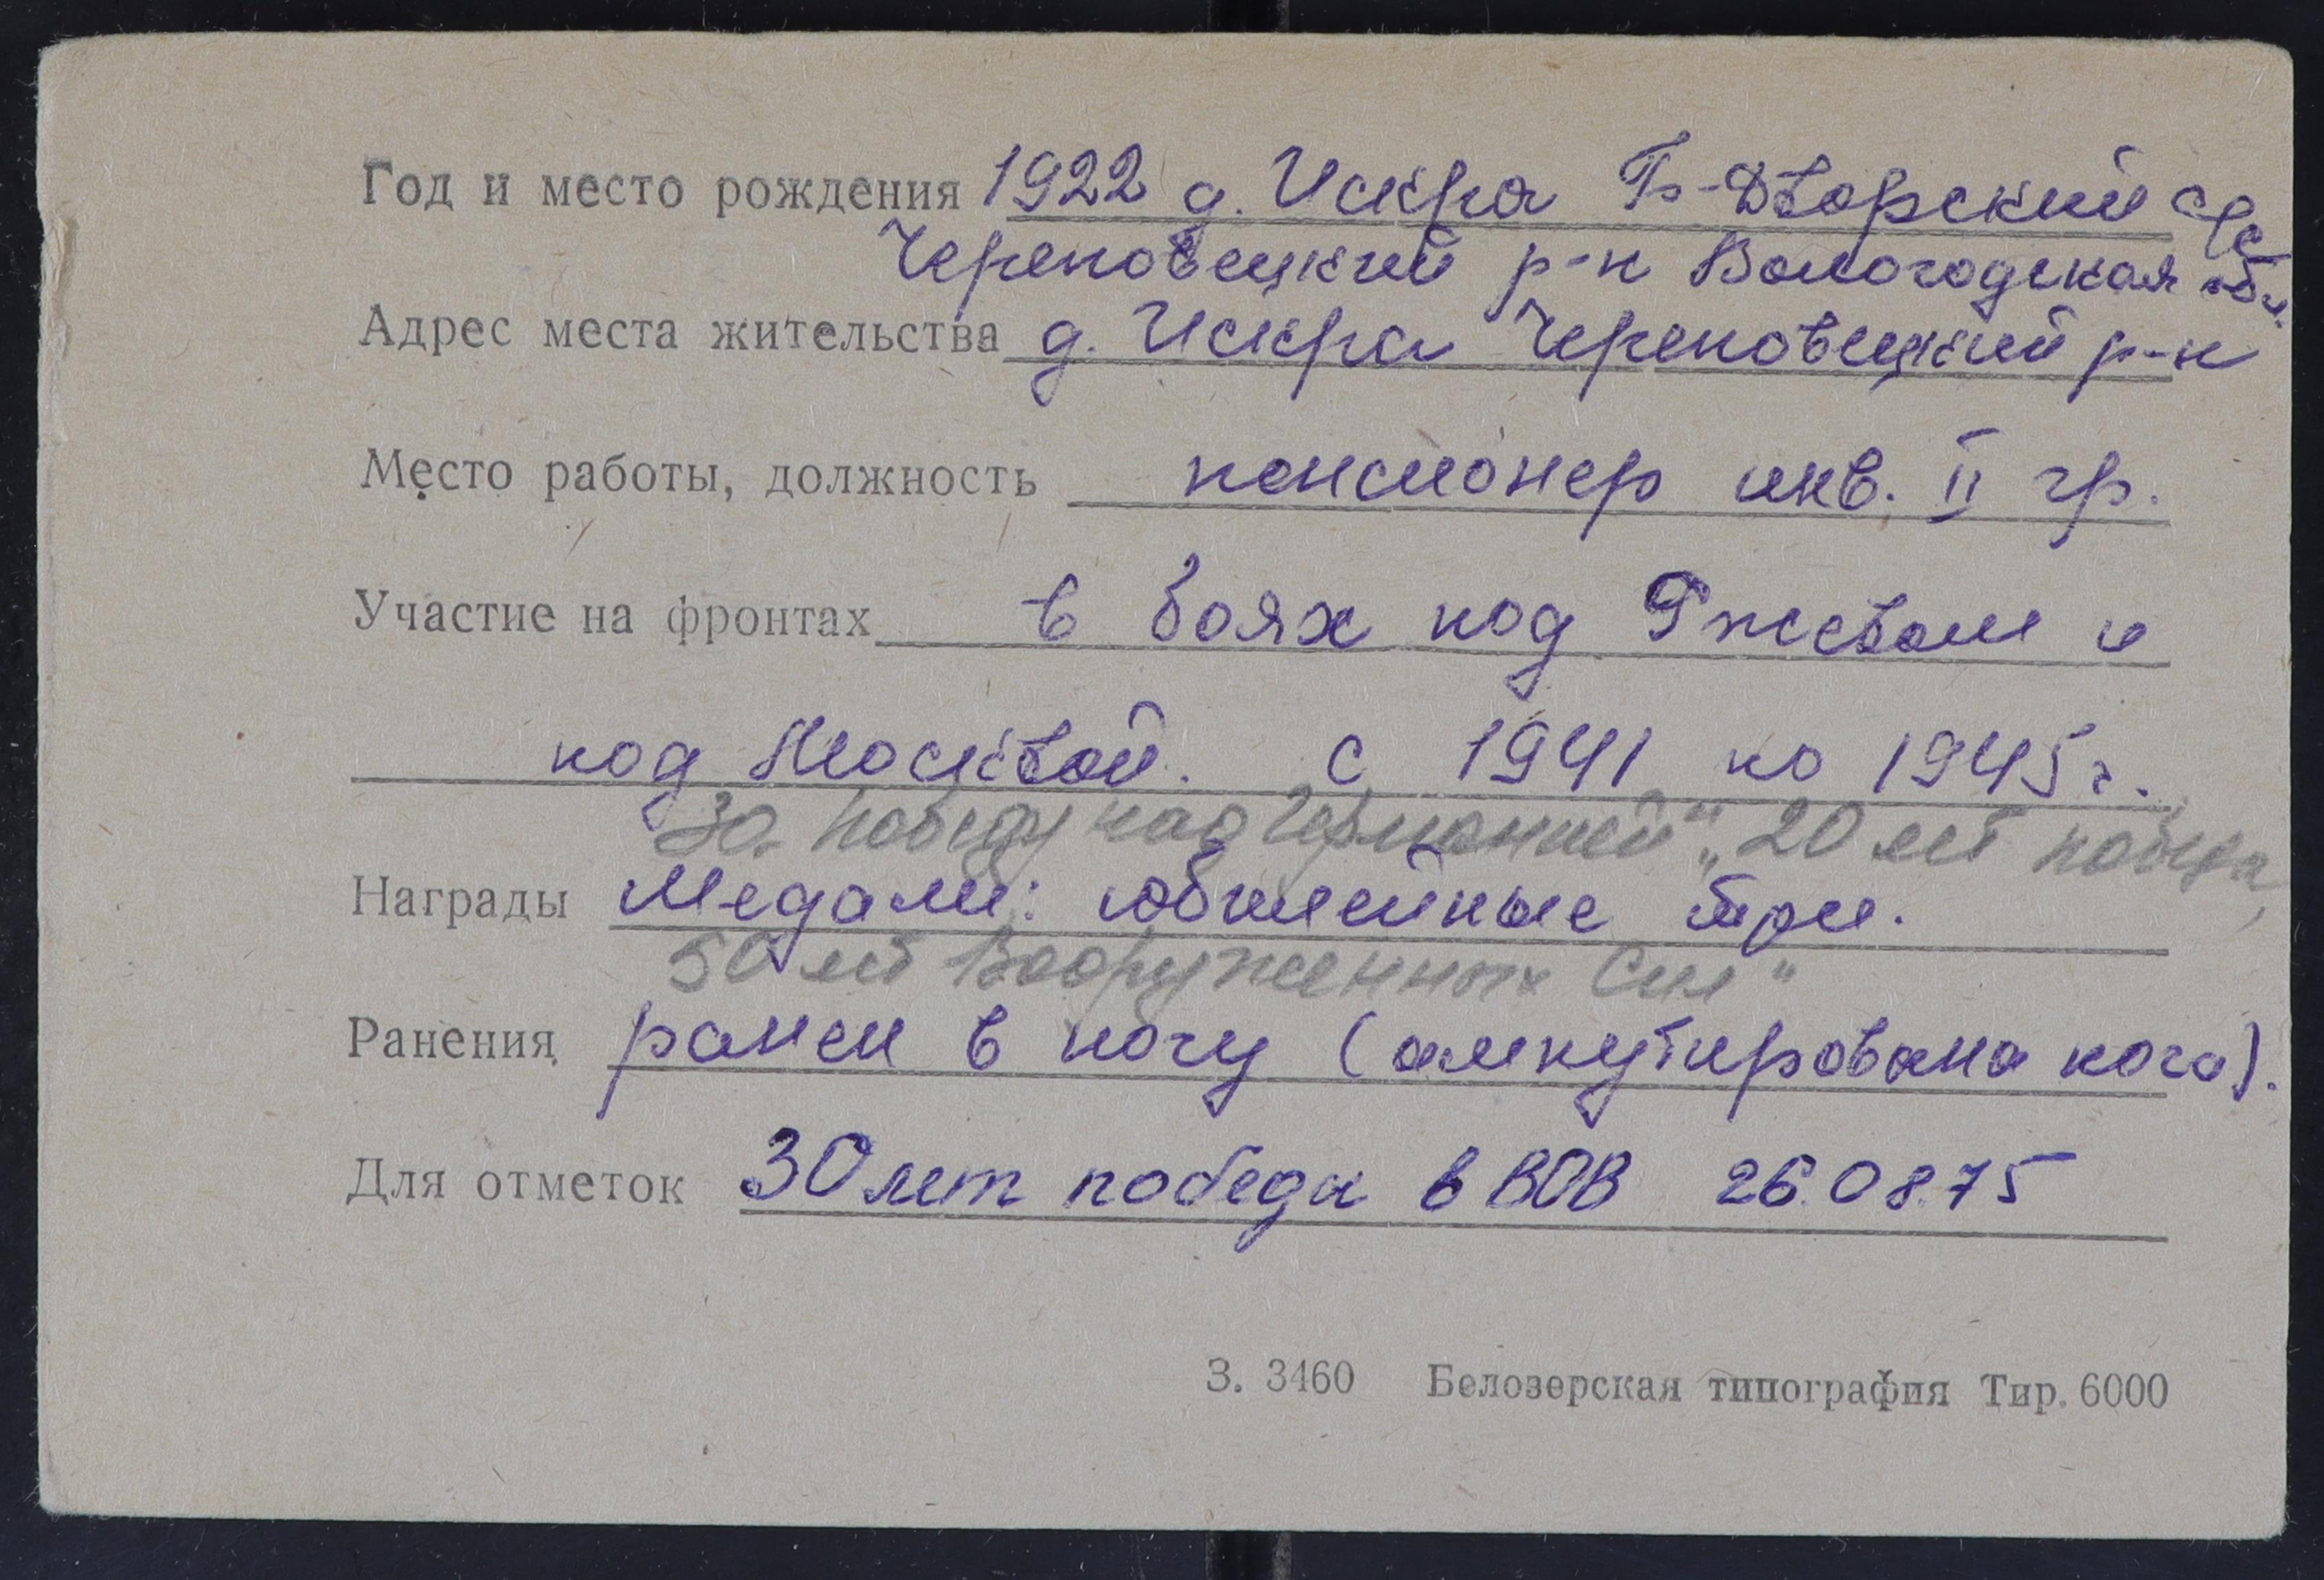 Год и место рождения 1922 д. Искра Б-Дворский с/с
Череповецкий р-н Вологодская обл.
Адрес места жительства д. Искра Череповецкий р-н
Место работы, должность пенсионер инв. II гр.
Участие на фронтах в боях под Ржевом и
под Москвой. с 1941 по 1945 г.
За победу над Германией", "20 лет победы,
Награды Медали: юбилейные три.
50 лет Вооруженных Сил"
Ранения ранен в ногу (ампутирована нога).
Для отметок 30 лет победы в ВОВ 26.08.75
З. 3460 Белозерская типография Тир. 6000